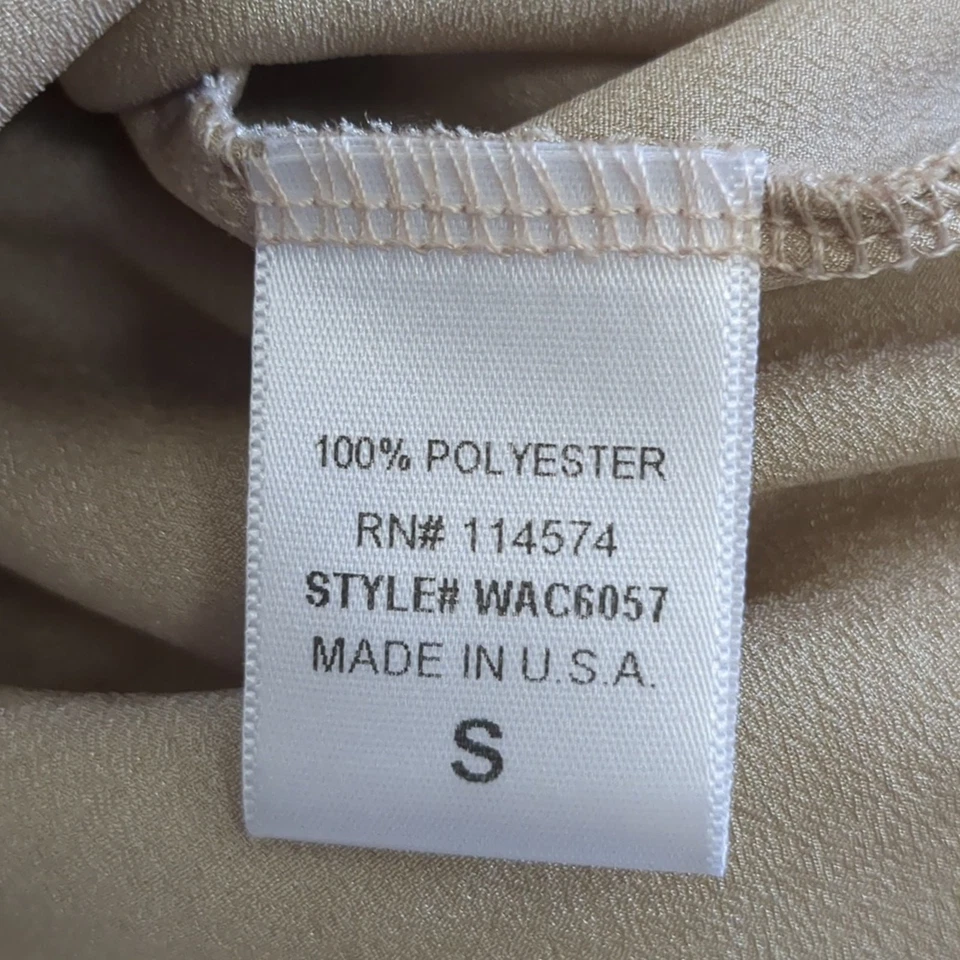 100% POLYESTER
RN# 114574
STYLE# WAC6057
MADE IN U.S.A.
S